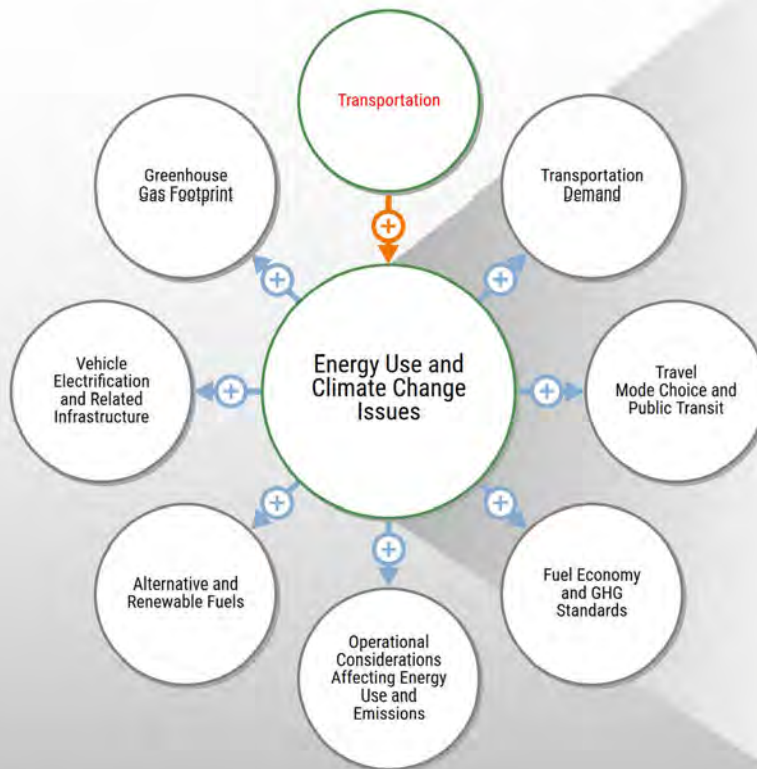 Transportation
Greenhouse
Gas Footprint
Transportation
Demand
Energy Use and
Climate Change
Issues
Vehicle
Electrification
and Related
Infrastructure
Travel
Mode Choice and
Public Transit
Alternative and
Renewable Fuels
Fuel Economy
and GHG
Standards
Operational
Considerations
Affecting Energy
Use and
Emissions